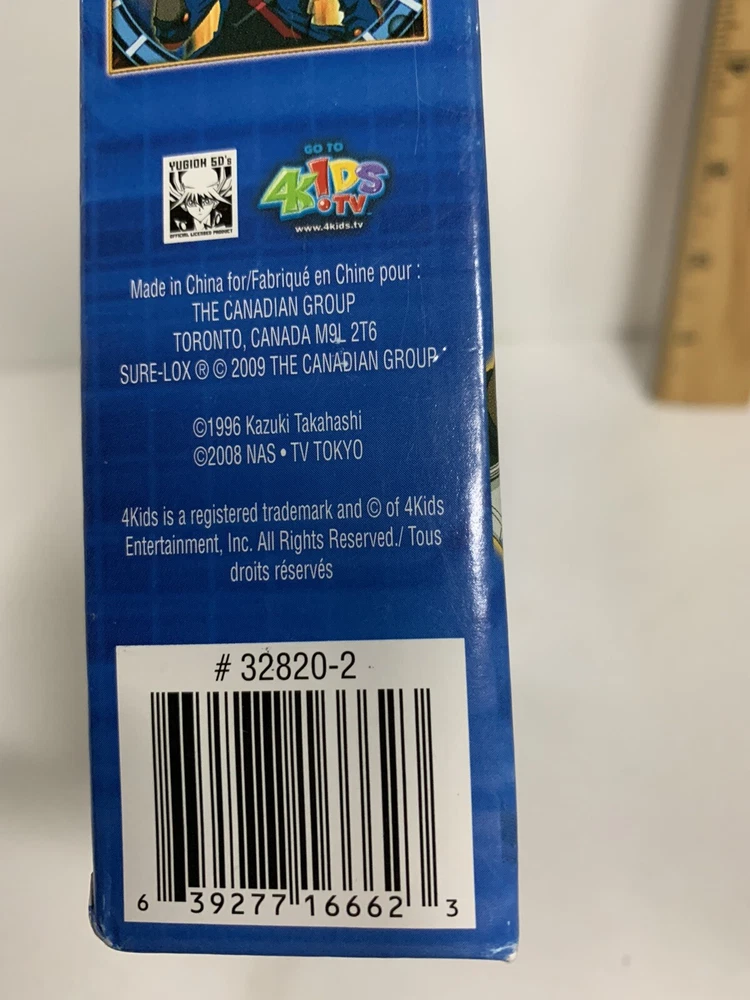 YUGIOH 5D's
OFFICIAL LICENSED PRODUCT
GO TO
4KIDS
.TV
www.4kids.tv
Made in China for/Fabriqué en Chine pour :
THE CANADIAN GROUP
TORONTO, CANADA M9L 2T6
SURE-LOX ® © 2009 THE CANADIAN GROUP
©1996 Kazuki Takahashi
©2008 NAS • TV TOKYO
4Kids is a registered trademark and © of 4Kids
Entertainment, Inc. All Rights Reserved./ Tous
droits réservés
# 32820-2
6 39277 16662 3